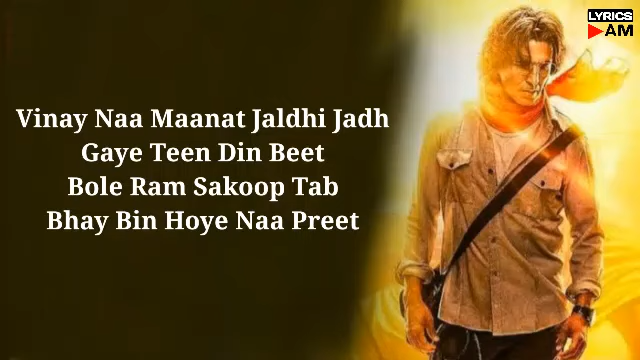 LYRICS
AM
Vinay Naa Maanat Jaldhi Jadh
Gaye Teen Din Beet
Bole Ram Sakoop Tab
Bhay Bin Hoye Naa Preet